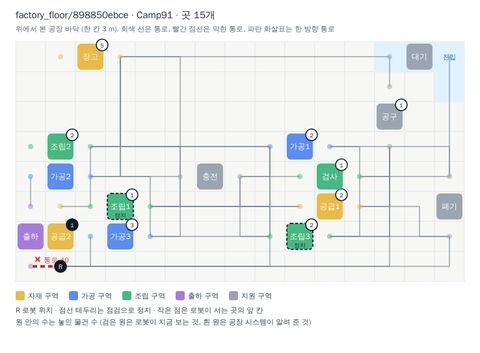 factory_floor/898850ebce · Camp91 · 곳 15개
위에서 본 공장 바닥 (한 칸 3 m). 회색 선은 통로, 빨간 점선은 막힌 통로, 파란 화살표는 한 방향 통로
창고 5
대기
진입
공구 1
조립2 2
가공1 2
가공2
충전
검사 1
조립1 1
정지
공급1 2
폐기
출하
공급2 1
가공3 3
조립3 2
정지
R
자재 구역
가공 구역
조립 구역
출하 구역
지원 구역
R 로봇 위치 · 점선 테두리는 점검으로 정지 · 작은 점은 로봇이 서는 곳의 앞 칸
원 안의 수는 놓인 물건 수 (검은 원은 로봇이 지금 보는 것, 흰 원은 공장 시스템이 알려 준 것)